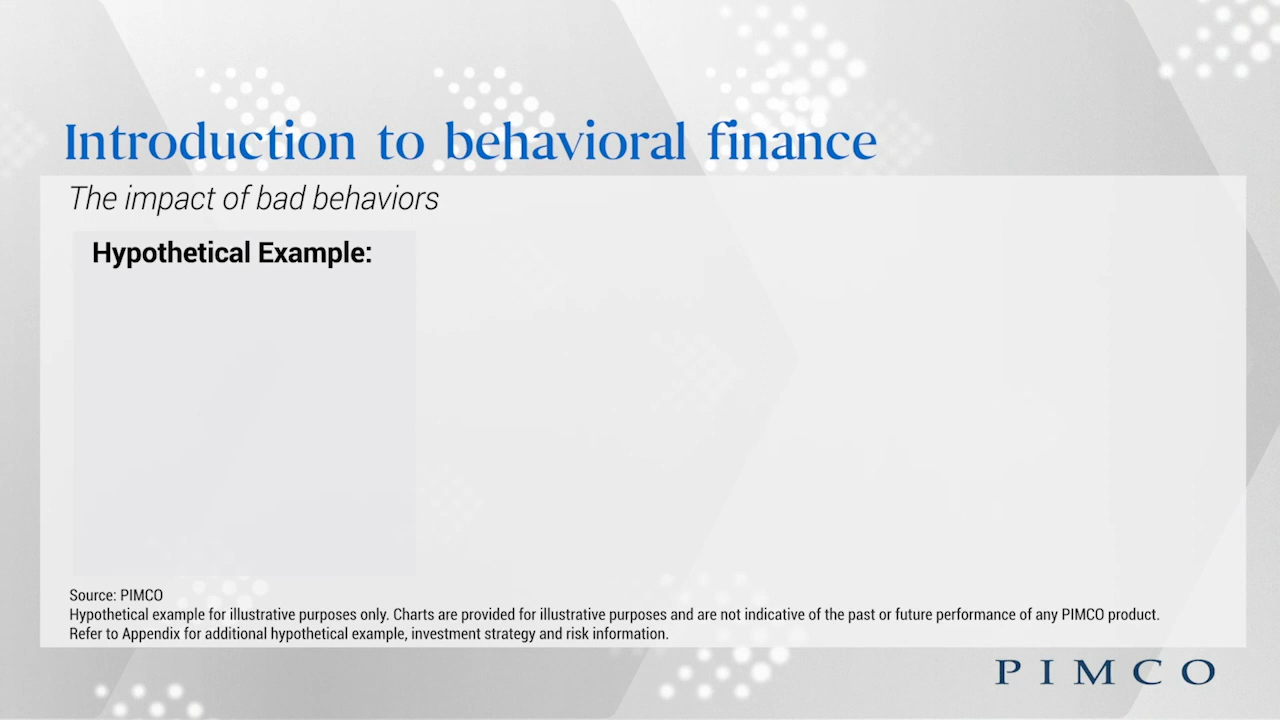 Introduction to behavioral finance
The impact of bad behaviors
Hypothetical Example:
Source: PIMCO
Hypothetical example for illustrative purposes only. Charts are provided for illustrative purposes and are not indicative of the past or future performance of any PIMCO product.
Refer to Appendix for additional hypothetical example, investment strategy and risk information.
PIMCO